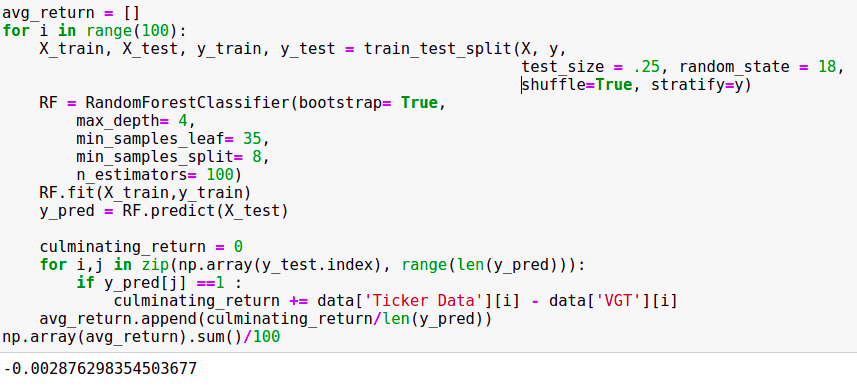 avg_return = []
for i in range(100):
    X_train, X_test, y_train, y_test = train_test_split(X, y,
                                                        test_size = .25, random_state = 18,
                                                        shuffle=True, stratify=y)
    RF = RandomForestClassifier(bootstrap= True,
        max_depth= 4,
        min_samples_leaf= 35,
        min_samples_split= 8,
        n_estimators= 100)
    RF.fit(X_train,y_train)
    y_pred = RF.predict(X_test)

    culminating_return = 0
    for i,j in zip(np.array(y_test.index), range(len(y_pred))):
        if y_pred[j] ==1 :
            culminating_return += data['Ticker Data'][i] - data['VGT'][i]
    avg_return.append(culminating_return/len(y_pred))
np.array(avg_return).sum()/100
-0.002876298354503677